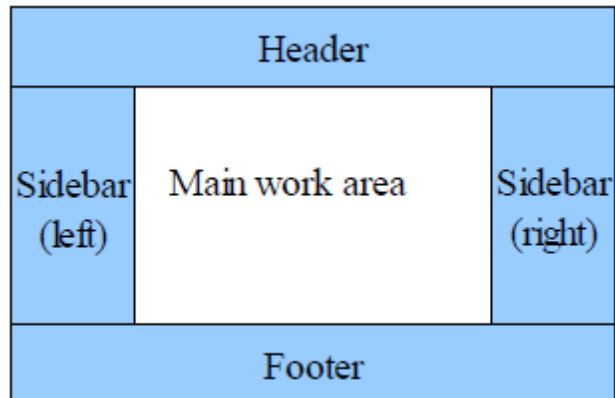 Header
Sidebar
(left)
Main work area
Sidebar
(right)
Footer